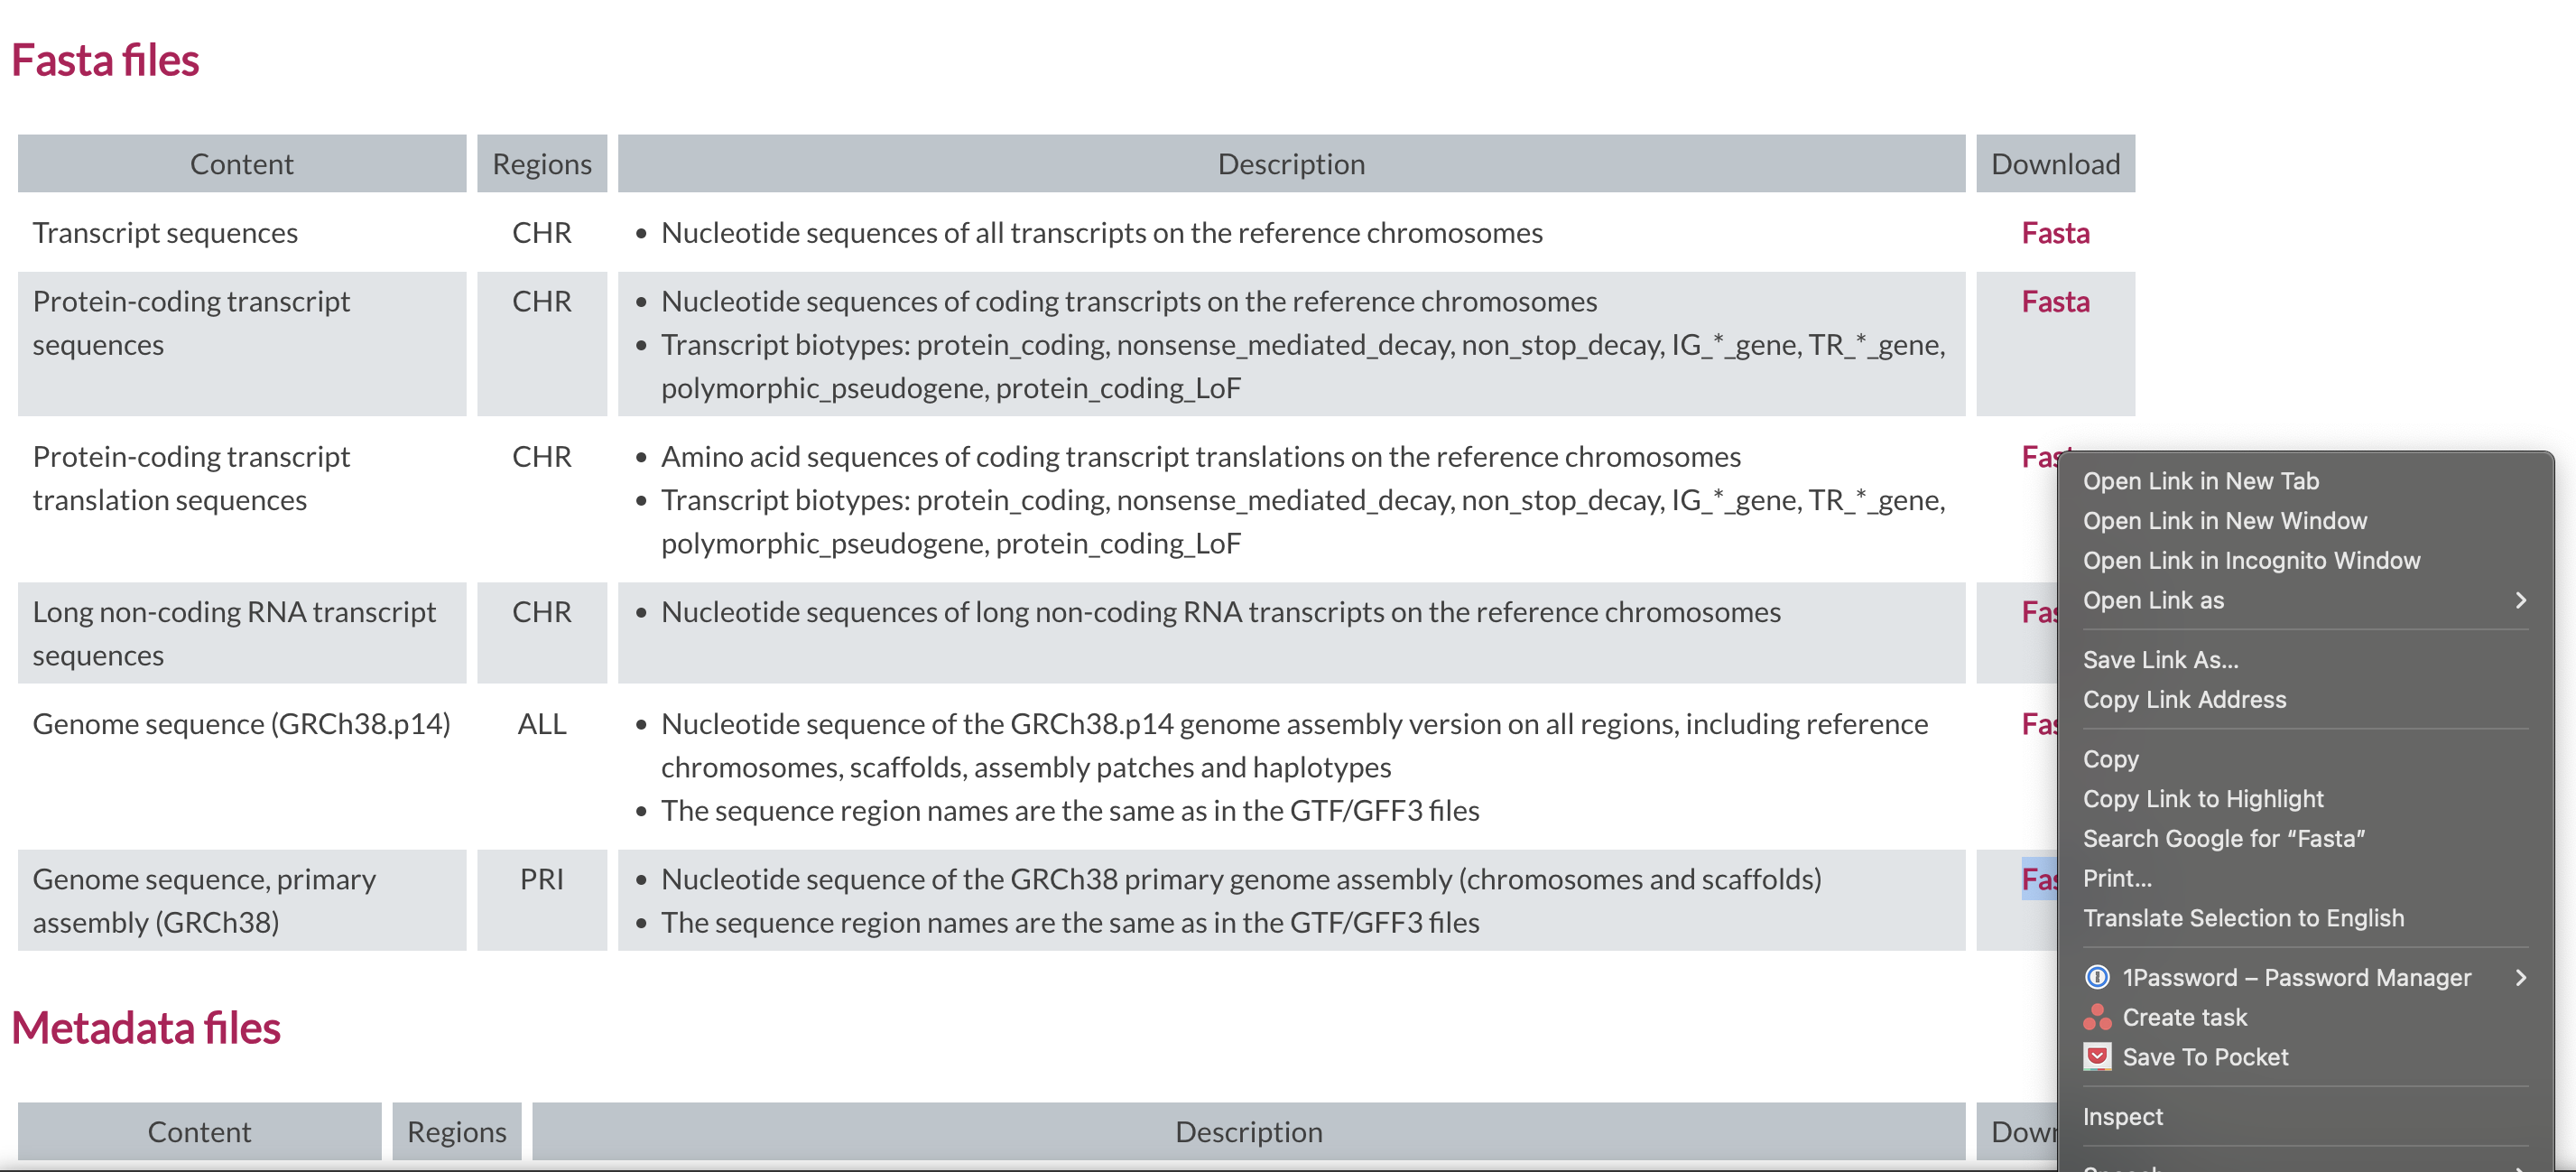 Fasta files
Content Regions Description Download
Transcript sequences CHR • Nucleotide sequences of all transcripts on the reference chromosomes Fasta
Protein-coding transcript CHR • Nucleotide sequences of coding transcripts on the reference chromosomes Fasta
sequences • Transcript biotypes: protein_coding, nonsense_mediated_decay, non_stop_decay, IG_*_gene, TR_*_gene,
polymorphic_pseudogene, protein_coding_LoF
Protein-coding transcript CHR • Amino acid sequences of coding transcript translations on the reference chromosomes
translation sequences • Transcript biotypes: protein_coding, nonsense_mediated_decay, non_stop_decay, IG_*_gene, TR_*_gene,
polymorphic_pseudogene, protein_coding_LoF
Long non-coding RNA transcript CHR • Nucleotide sequences of long non-coding RNA transcripts on the reference chromosomes
sequences
Genome sequence (GRCh38.p14) ALL • Nucleotide sequence of the GRCh38.p14 genome assembly version on all regions, including reference
chromosomes, scaffolds, assembly patches and haplotypes
• The sequence region names are the same as in the GTF/GFF3 files
Genome sequence, primary PRI • Nucleotide sequence of the GRCh38 primary genome assembly (chromosomes and scaffolds)
assembly (GRCh38) • The sequence region names are the same as in the GTF/GFF3 files
Metadata files
Content Regions Description
Open Link in New Tab
Open Link in New Window
Open Link in Incognito Window
Open Link as
Save Link As...
Copy Link Address
Copy
Copy Link to Highlight
Search Google for “Fasta”
Print...
Translate Selection to English
1Password – Password Manager
Create task
Save To Pocket
Inspect